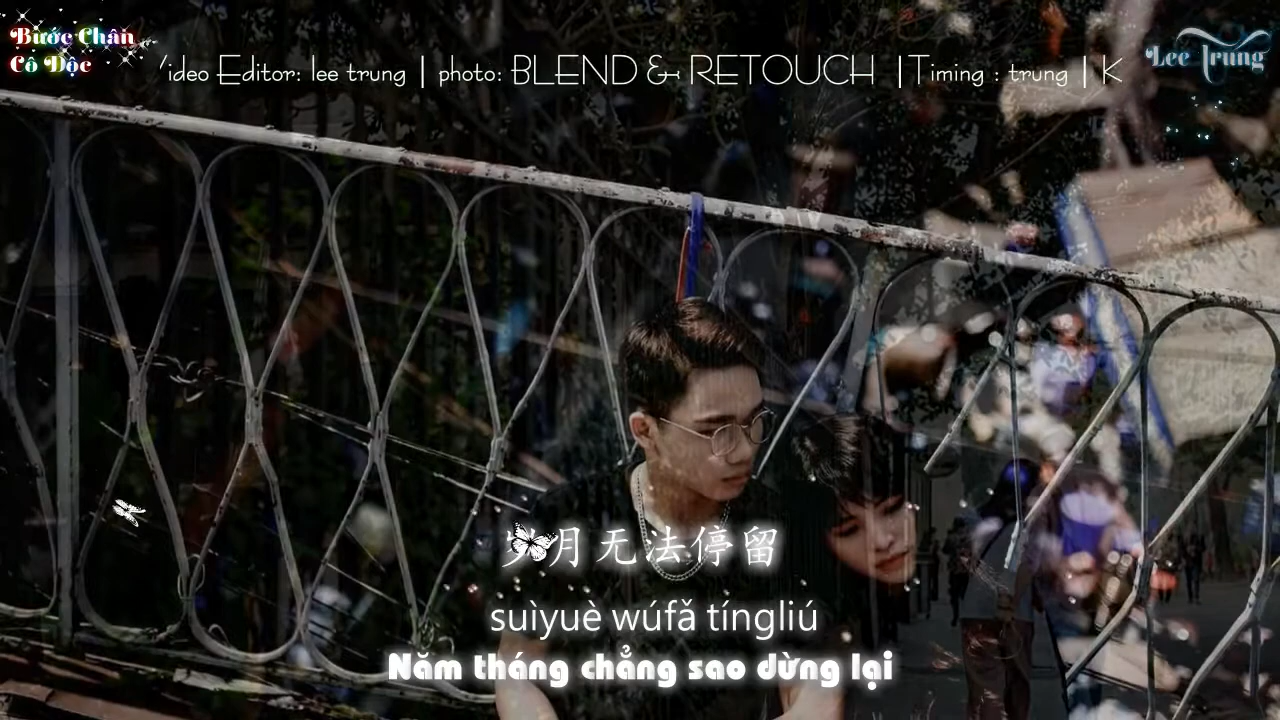 Bước Chân
Cô Độc
ideo Editor: lee trung | photo: BLEND & RETOUCH | Timing : trung | K
Lee Trung
岁月无法停留
suìyuè wúfǎ tíngliú
Năm tháng chẳng sao dừng lại